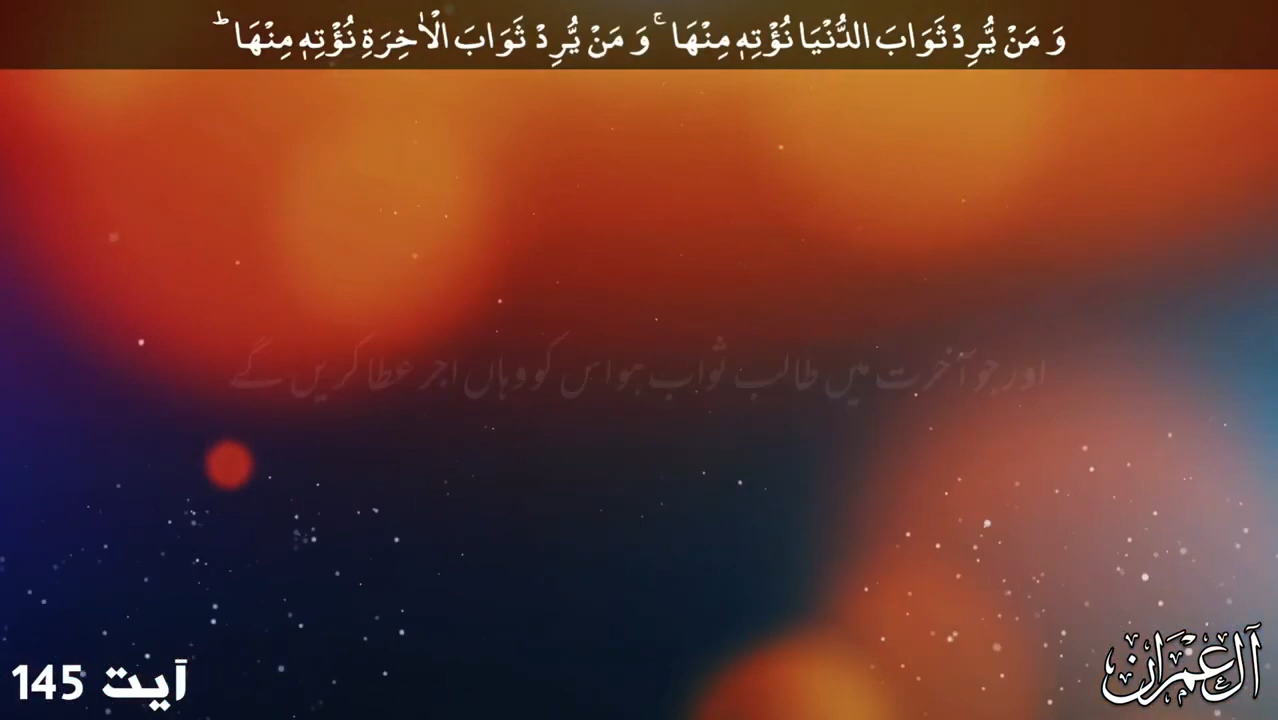 وَ مَنْ یُّرِدْ ثَوَابَ الدُّنْیَا نُؤْتِهٖ مِنْهَا ۚ وَ مَنْ یُّرِدْ ثَوَابَ الْاٰخِرَةِ نُؤْتِهٖ مِنْهَا ؕ
اور جو آخرت میں طالب ثواب ہو اس کو وہاں اجر عطا کریں گے
آیت 145
آل عمران